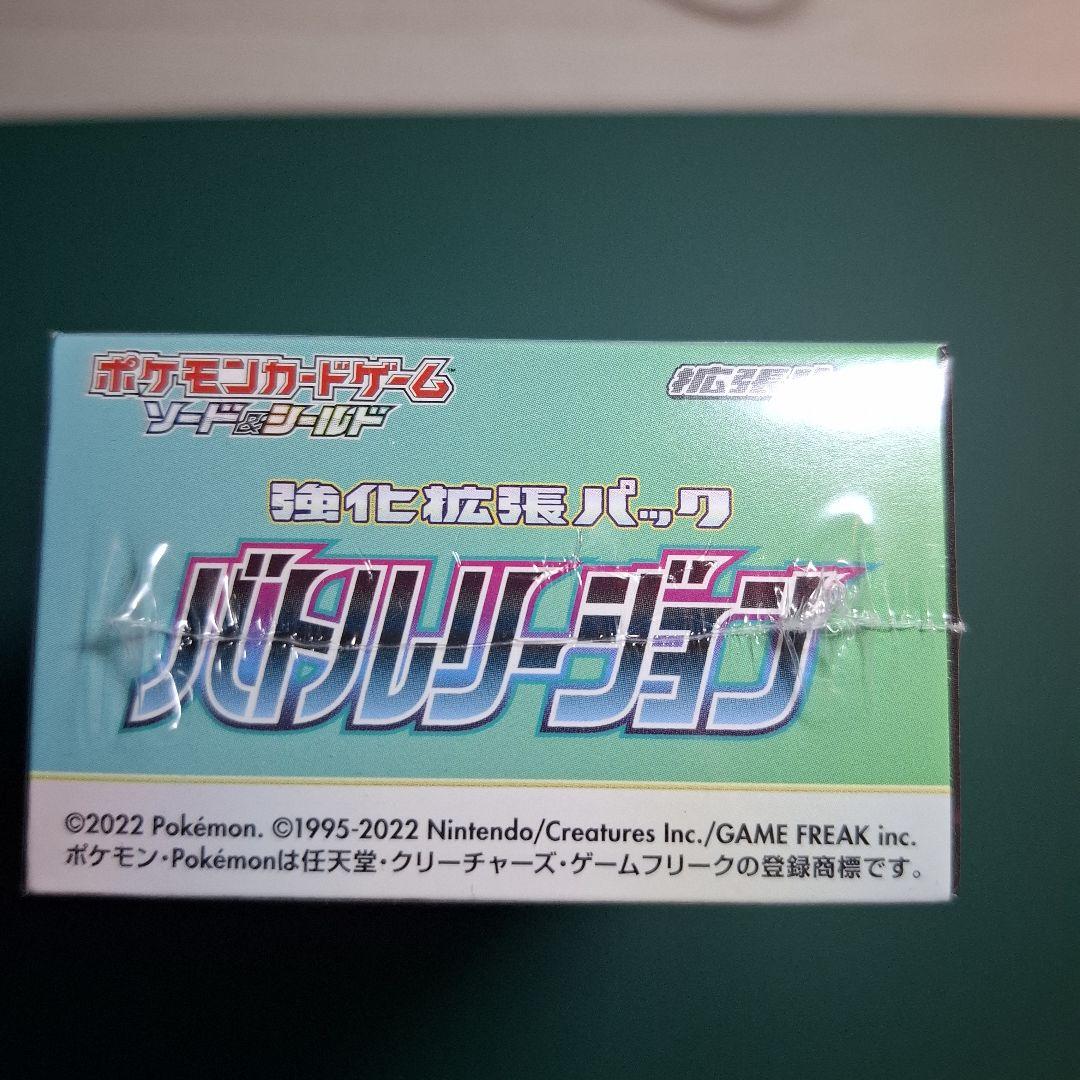 ポケモンカードゲーム™
ソード&シールド
拡張
強化拡張パック
バトルリージョン
©2022 Pokémon. ©1995-2022 Nintendo/Creatures Inc./GAME FREAK inc.
ポケモン・Pokémonは任天堂・クリーチャーズ・ゲームフリークの登録商標です。